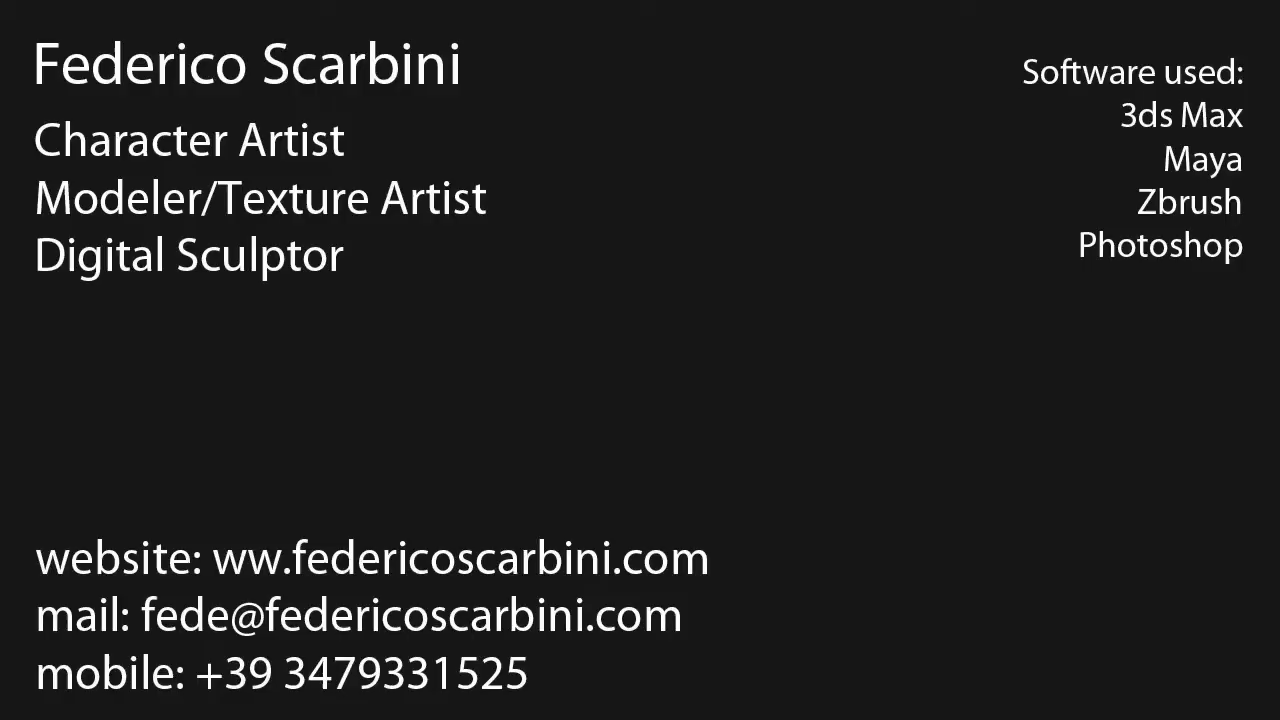 Federico Scarbini
Character Artist
Modeler/Texture Artist
Digital Sculptor
Software used:
3ds Max
Maya
Zbrush
Photoshop
website: ww.federicoscarbini.com
mail: fede@federicoscarbini.com
mobile: +39 3479331525